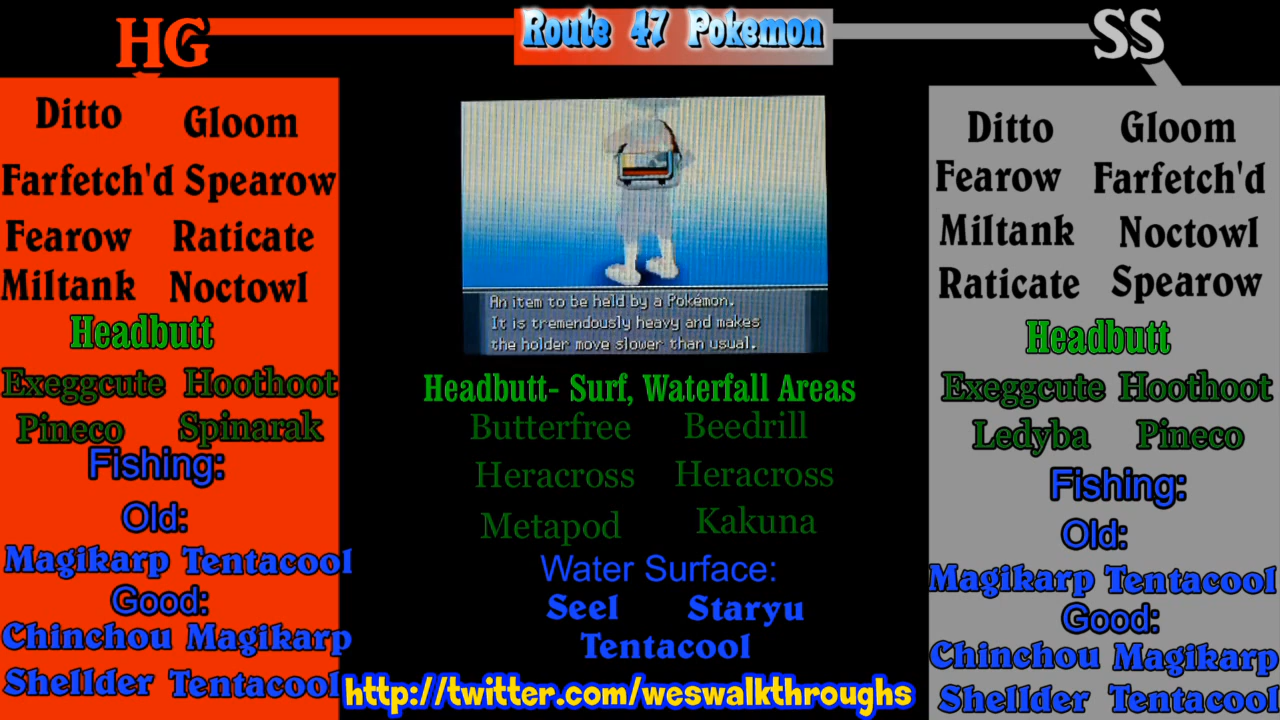 HG
Route 47 Pokemon
SS
Ditto Gloom
Farfetch'd Spearow
Fearow Raticate
Miltank Noctowl
Headbutt
Exeggcute Hoothoot
Pineco Spinarak
Fishing:
Old:
Magikarp Tentacool
Good:
Chinchou Magikarp
Shellder Tentacool
An item to be held by a Pokémon.
It is tremendously heavy and makes
the holder move slower than usual.
Headbutt- Surf, Waterfall Areas
Butterfree Beedrill
Heracross Heracross
Metapod Kakuna
Water Surface:
Seel Staryu
Tentacool
http://twitter.com/weswalkthroughs
Ditto Gloom
Fearow Farfetch'd
Miltank Noctowl
Raticate Spearow
Headbutt
Exeggcute Hoothoot
Ledyba Pineco
Fishing:
Old:
Magikarp Tentacool
Good:
Chinchou Magikarp
Shellder Tentacool